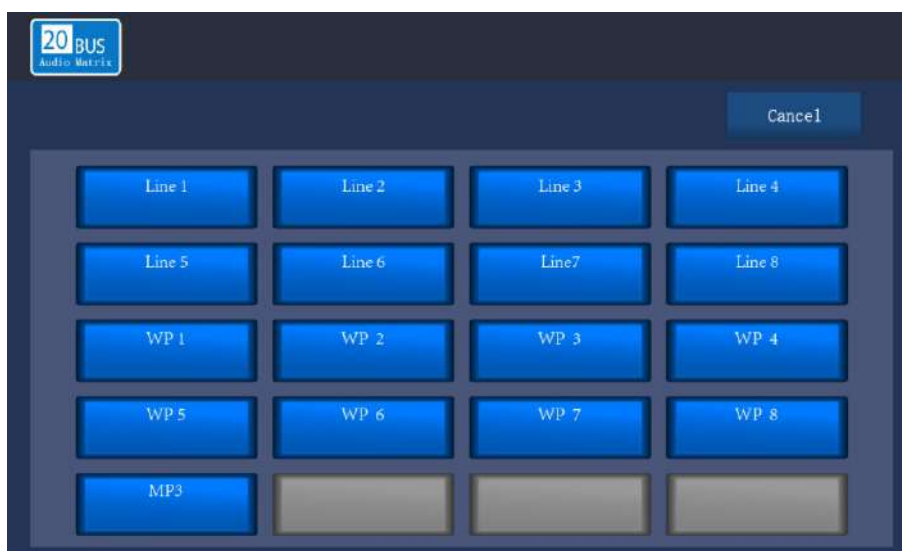 20 BUS
Audio Matrix
Cancel
Line 1 Line 2 Line 3 Line 4
Line 5 Line 6 Line7 Line 8
WP 1 WP 2 WP 3 WP 4
WP 5 WP 6 WP 7 WP 8
MP3